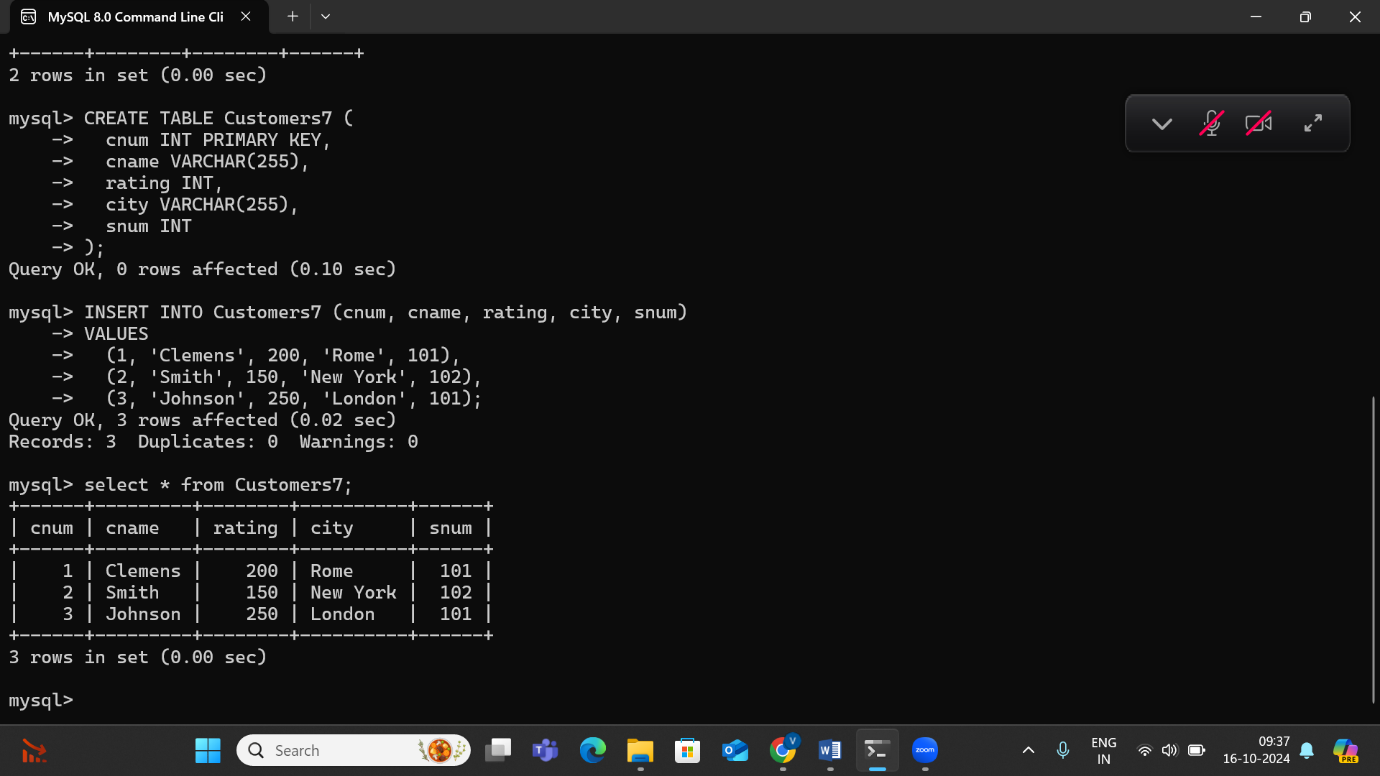 MySQL 8.0 Command Line Cli
+------+--------+--------+------+
2 rows in set (0.00 sec)
mysql> CREATE TABLE Customers7 (
    ->   cnum INT PRIMARY KEY,
    ->   cname VARCHAR(255),
    ->   rating INT,
    ->   city VARCHAR(255),
    ->   snum INT
    -> );
Query OK, 0 rows affected (0.10 sec)
mysql> INSERT INTO Customers7 (cnum, cname, rating, city, snum)
    -> VALUES
    ->   (1, 'Clemens', 200, 'Rome', 101),
    ->   (2, 'Smith', 150, 'New York', 102),
    ->   (3, 'Johnson', 250, 'London', 101);
Query OK, 3 rows affected (0.02 sec)
Records: 3  Duplicates: 0  Warnings: 0
mysql> select * from Customers7;
+------+---------+--------+----------+------+
| cnum | cname   | rating | city     | snum |
+------+---------+--------+----------+------+
|    1 | Clemens |    200 | Rome     |  101 |
|    2 | Smith   |    150 | New York |  102 |
|    3 | Johnson |    250 | London   |  101 |
+------+---------+--------+----------+------+
3 rows in set (0.00 sec)
mysql>
Search
zoom
ENG
IN
09:37
16-10-2024
PRE